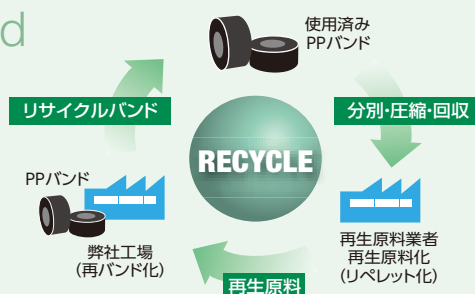 d
使用済み
PPバンド
リサイクルバンド
分別・圧縮・回収
RECYCLE
PPバンド
弊社工場
(再バンド化)
再生原料業者
再生原料化
(リペレット化)
再生原料